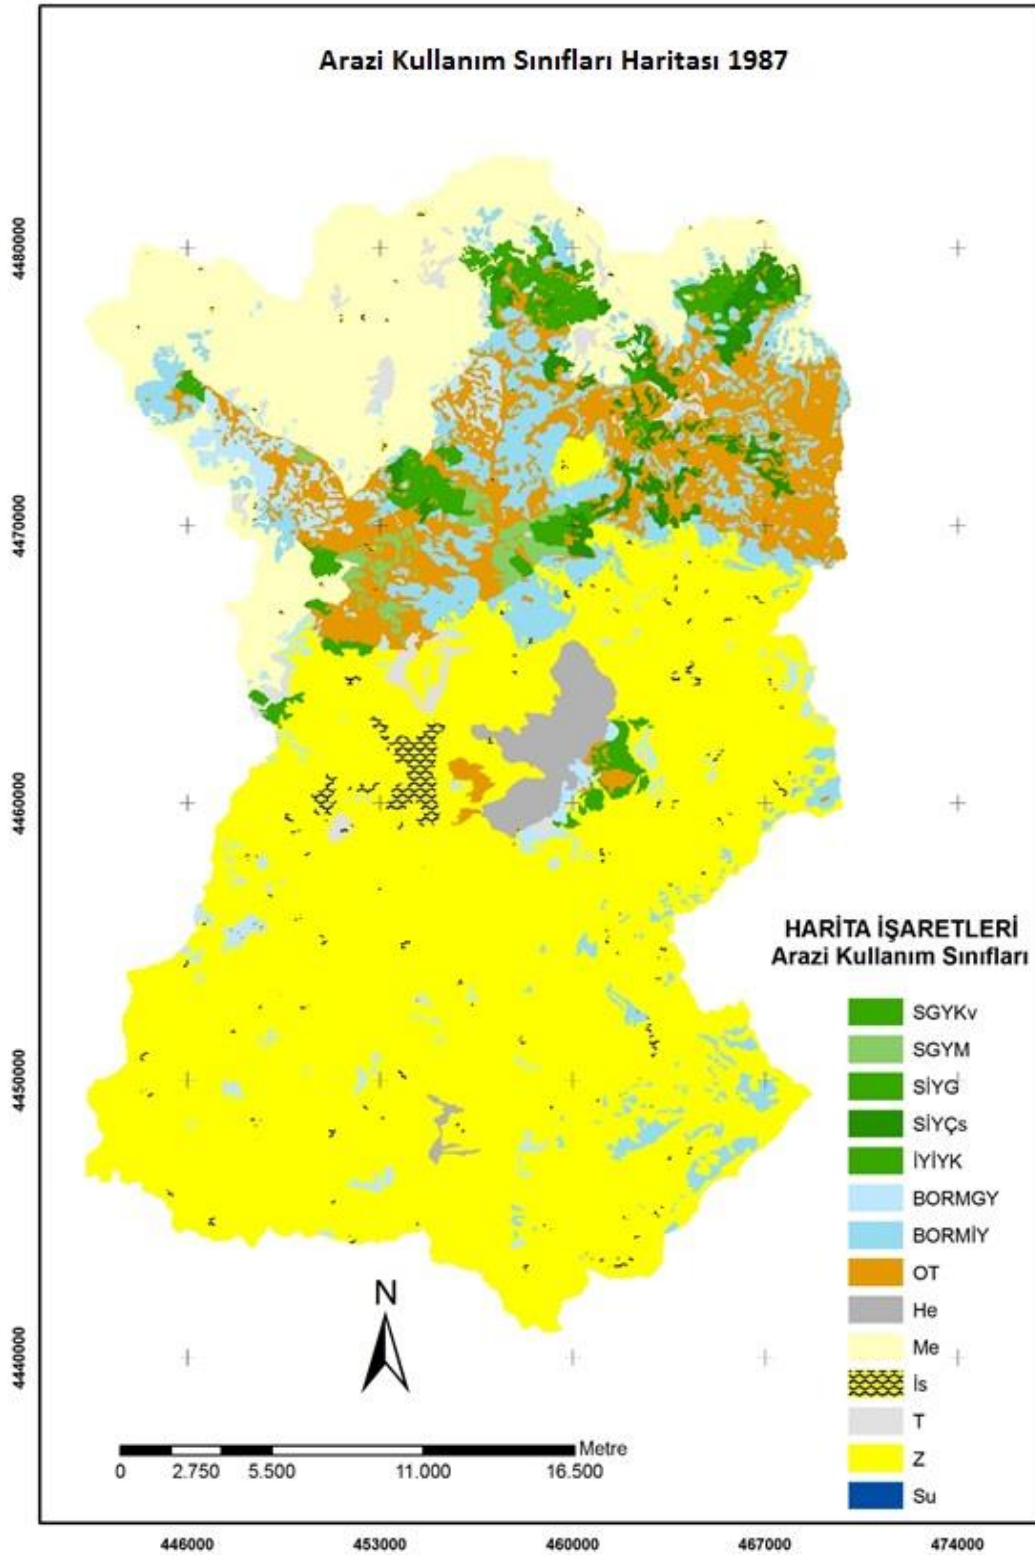 Arazi Kullanım Sınıfları Haritası 1987
4480000
4470000
4460000
4450000
4440000
HARİTA İŞARETLERİ
Arazi Kullanım Sınıfları
SGYKv
SGYM
SİYG
SİYÇs
İYİYK
BORMGY
BORMİY
OT
He
Me
İs
T
Z
Su
N
Metre
0 2.750 5.500 11.000 16.500
446000 453000 460000 467000 474000